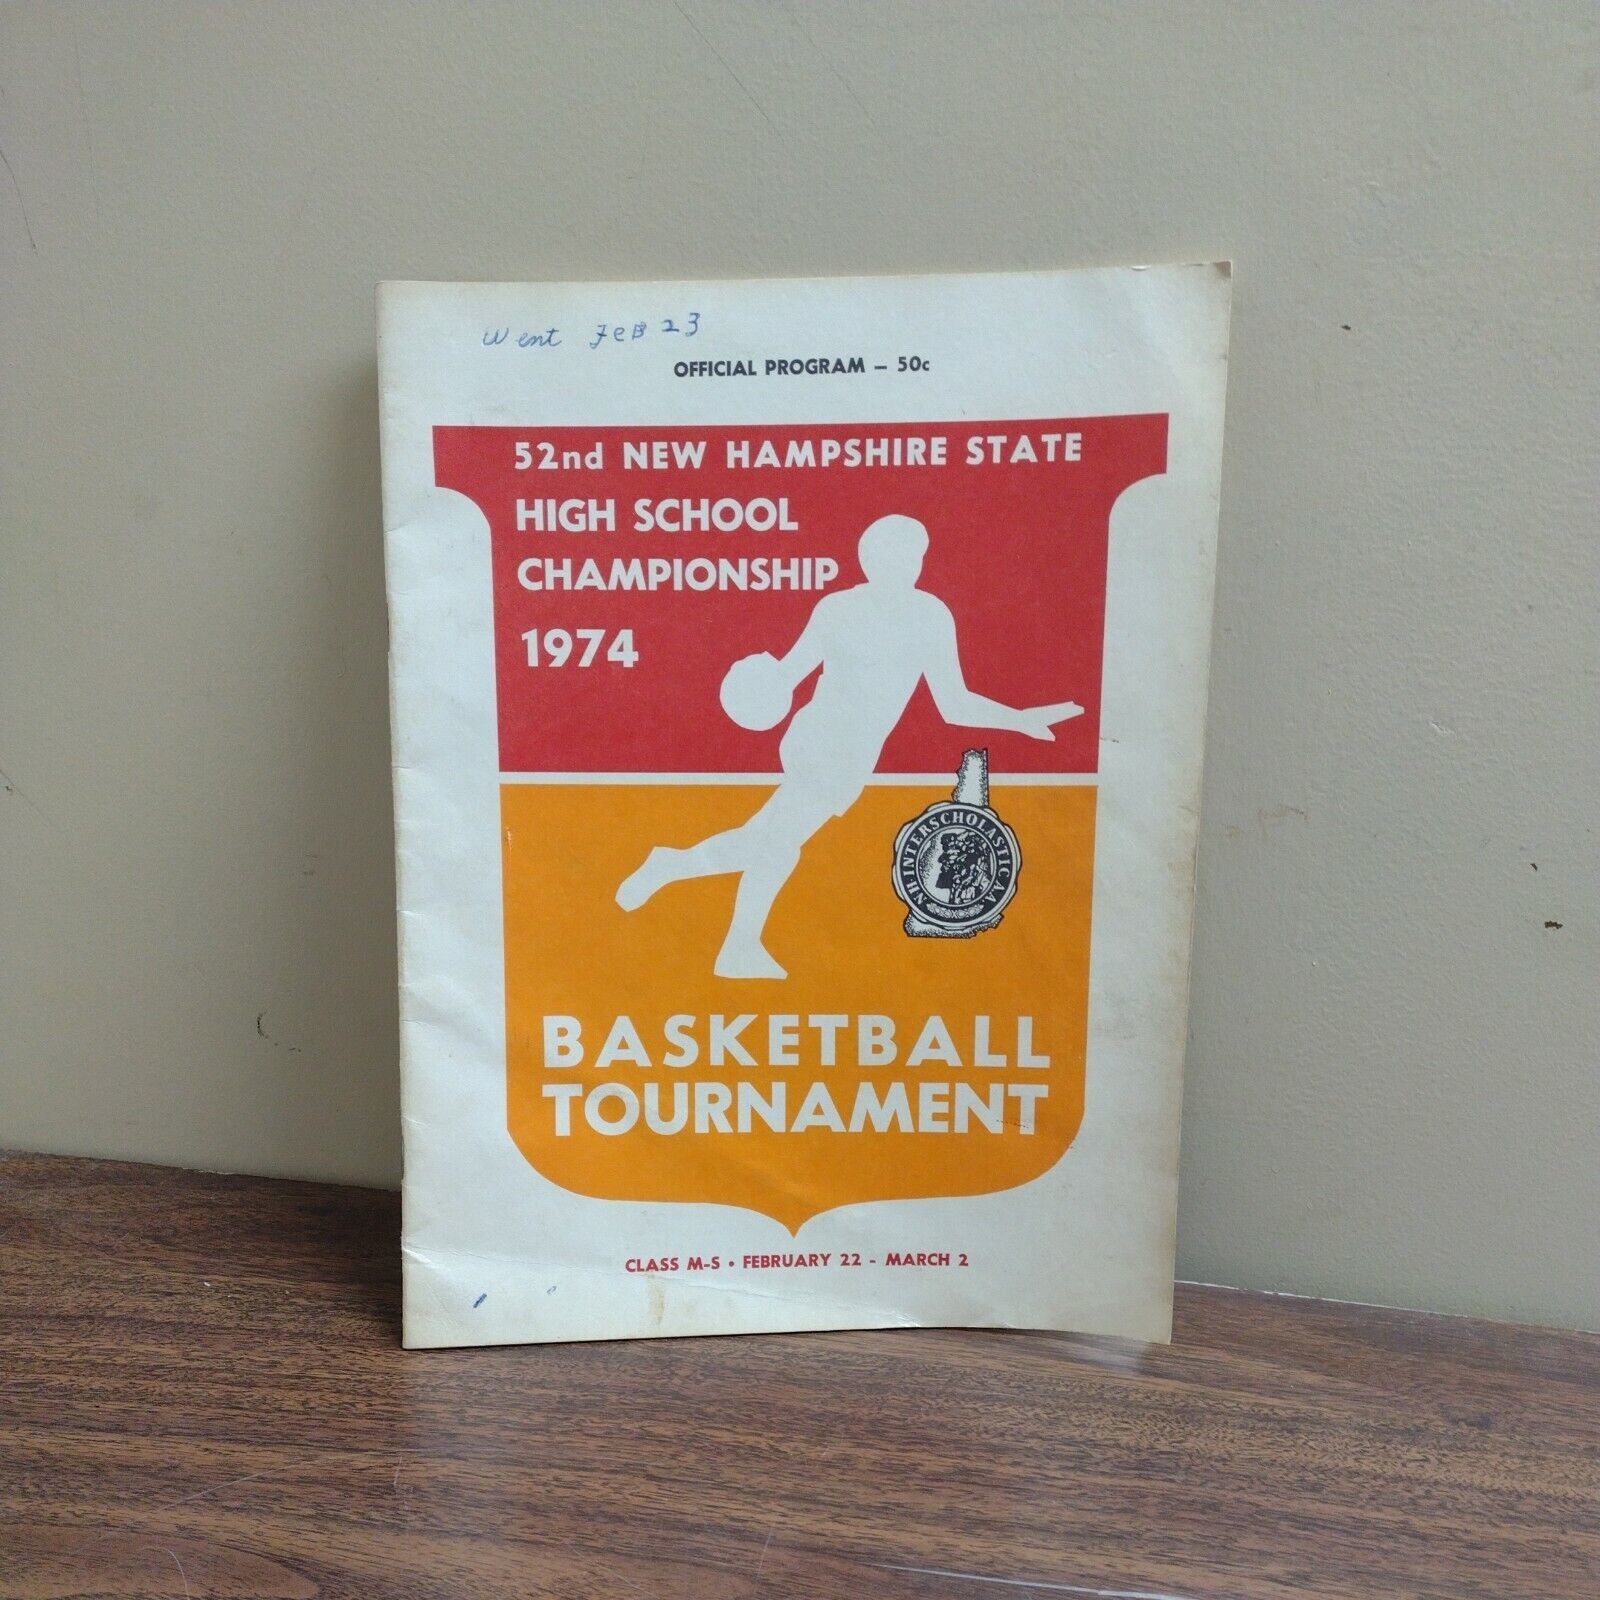 Went Feb 23
OFFICIAL PROGRAM – 50c
52nd NEW HAMPSHIRE STATE
HIGH SCHOOL
CHAMPIONSHIP
1974
N.H. INTERSCHOLASTIC A.A.
BASKETBALL
TOURNAMENT
CLASS M-S • FEBRUARY 22 - MARCH 2